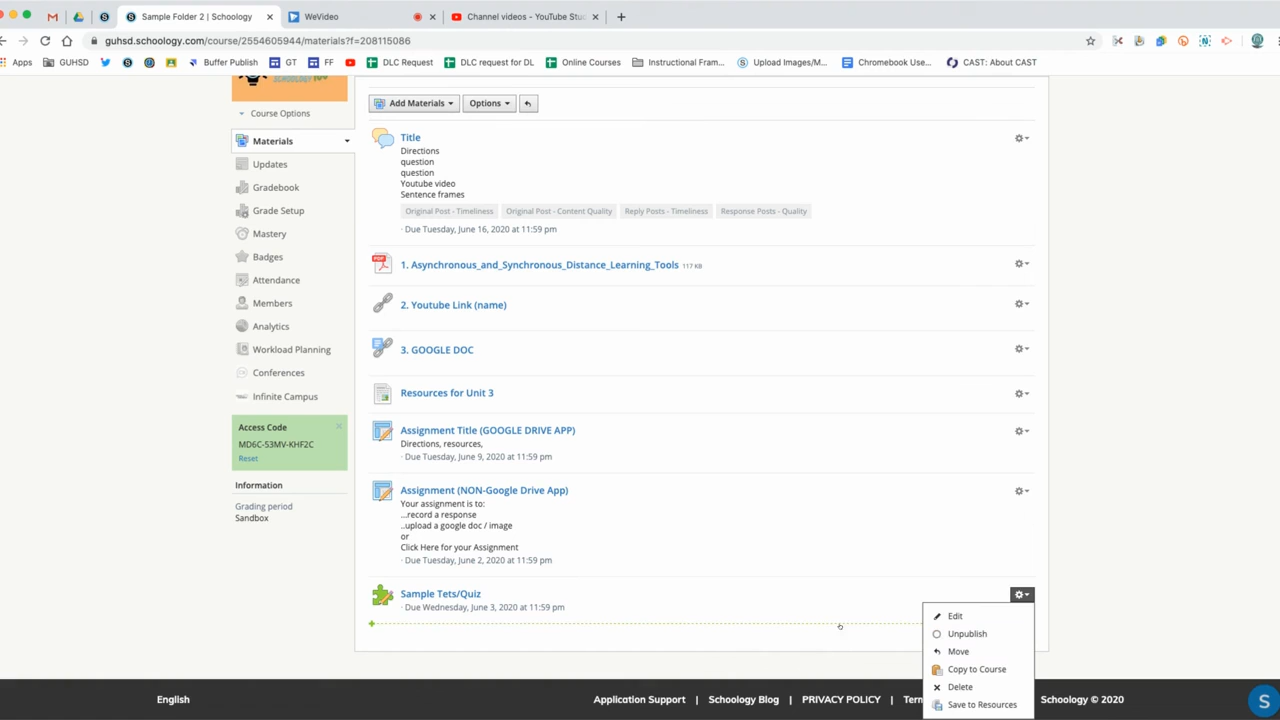 Sample Folder 2 | Schoology
WeVideo
Channel videos - YouTube Stu
guhsd.schoology.com/course/2554605944/materials?f=208115086
Apps
GUHSD
Buffer Publish
GT
FF
DLC Request
DLC request for DL
Online Courses
Instructional Fram...
Upload Images/M...
Chromebook Use...
CAST: About CAST
Course Options
Materials
Updates
Gradebook
Grade Setup
Mastery
Badges
Attendance
Members
Analytics
Workload Planning
Conferences
Infinite Campus
Access Code
MD6C-53MV-KHF2C
Reset
Information
Grading period
Sandbox
Add Materials
Options
Title
Directions
question
question
Youtube video
Sentence frames
Original Post - Timeliness
Original Post - Content Quality
Reply Posts - Timeliness
Response Posts - Quality
· Due Tuesday, June 16, 2020 at 11:59 pm
PDF
1. Asynchronous_and_Synchronous_Distance_Learning_Tools 117 KB
2. Youtube Link (name)
3. GOOGLE DOC
Resources for Unit 3
Assignment Title (GOOGLE DRIVE APP)
Directions, resources,
· Due Tuesday, June 9, 2020 at 11:59 pm
Assignment (NON-Google Drive App)
Your assignment is to:
...record a response
..upload a google doc / image
or
Click Here for your Assignment
· Due Tuesday, June 2, 2020 at 11:59 pm
Sample Tets/Quiz
· Due Wednesday, June 3, 2020 at 11:59 pm
Edit
Unpublish
Move
Copy to Course
Delete
Save to Resources
English
Application Support
Schoology Blog
PRIVACY POLICY
Ter
Schoology © 2020
S